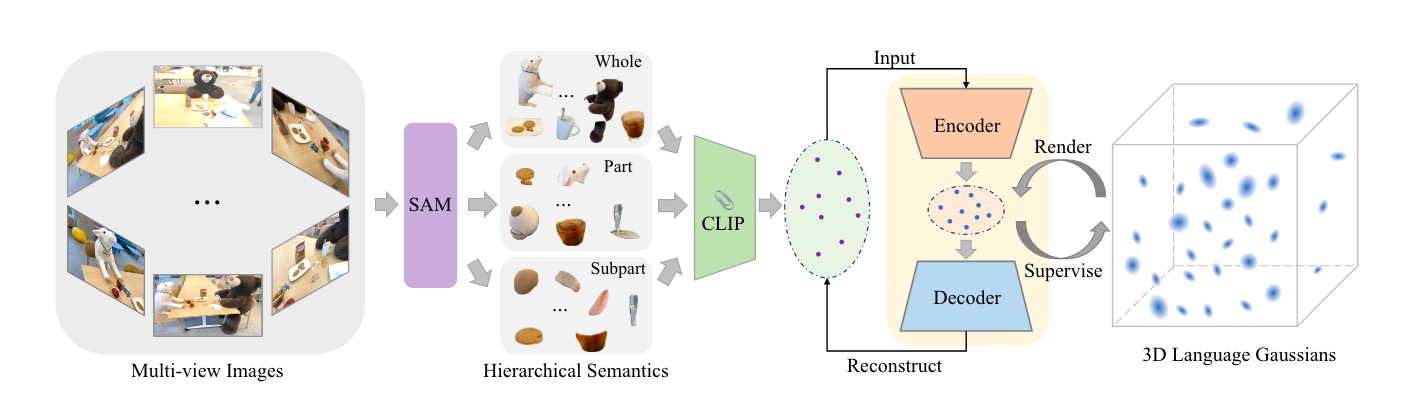 Multi-view Images
...
SAM
Whole
...
Part
...
Subpart
...
Hierarchical Semantics
CLIP
Input
Encoder
Decoder
Reconstruct
Render
Supervise
3D Language Gaussians